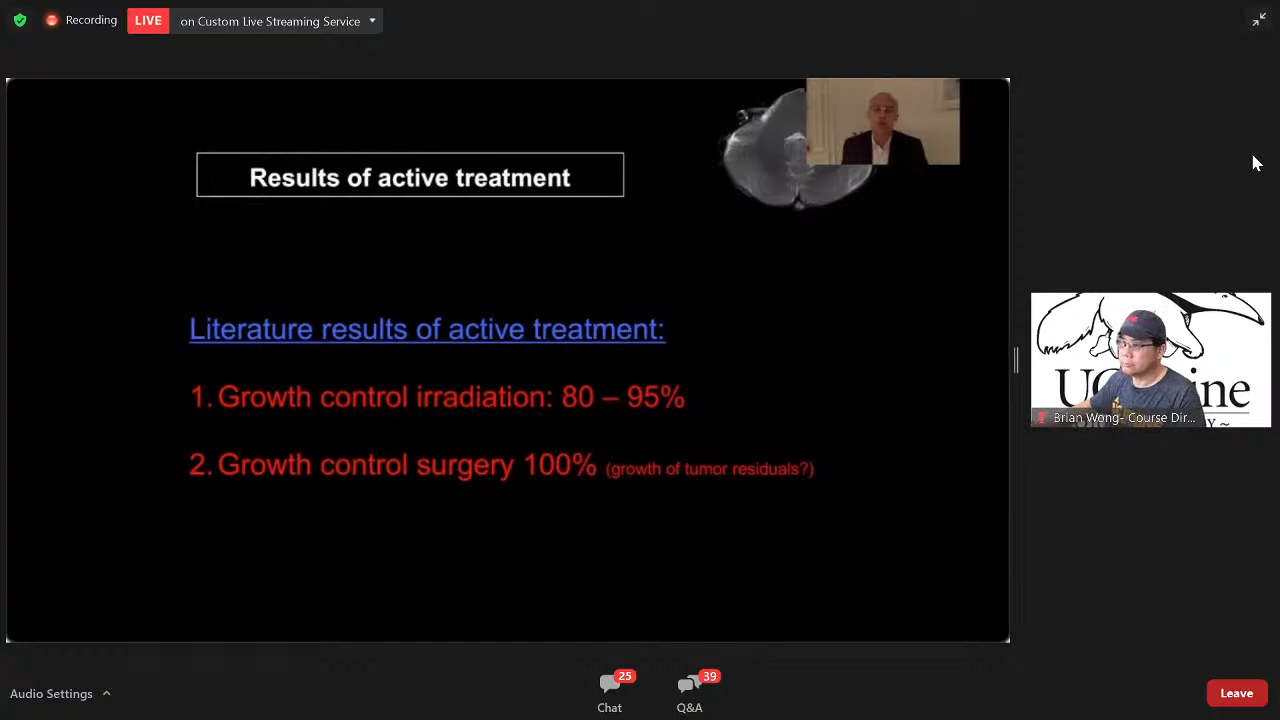 Recording
LIVE
on Custom Live Streaming Service
Results of active treatment
Literature results of active treatment:
1. Growth control irradiation: 80 – 95%
2. Growth control surgery 100% (growth of tumor residuals?)
Brian Wong- Course Dir...
Audio Settings
25
Chat
39
Q&A
Leave